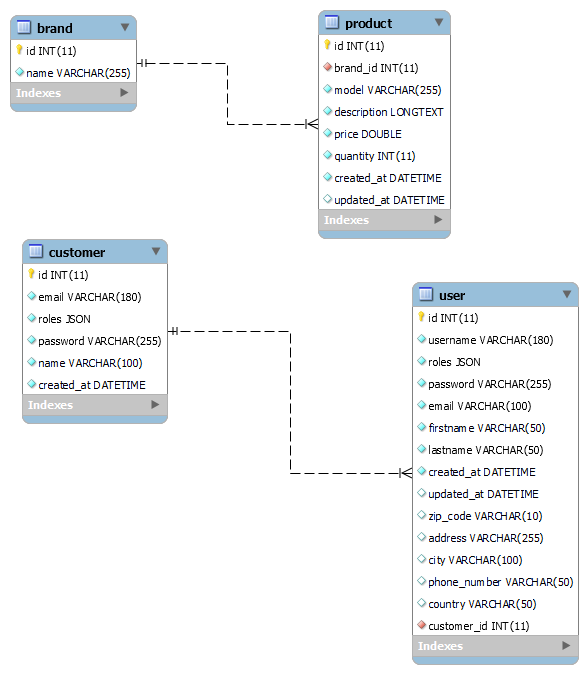 brand
id INT(11)
name VARCHAR(255)
Indexes
product
id INT(11)
brand_id INT(11)
model VARCHAR(255)
description LONGTEXT
price DOUBLE
quantity INT(11)
created_at DATETIME
updated_at DATETIME
Indexes
customer
id INT(11)
email VARCHAR(180)
roles JSON
password VARCHAR(255)
name VARCHAR(100)
created_at DATETIME
Indexes
user
id INT(11)
username VARCHAR(180)
roles JSON
password VARCHAR(255)
email VARCHAR(100)
firstname VARCHAR(50)
lastname VARCHAR(50)
created_at DATETIME
updated_at DATETIME
zip_code VARCHAR(10)
address VARCHAR(255)
city VARCHAR(100)
phone_number VARCHAR(50)
country VARCHAR(50)
customer_id INT(11)
Indexes